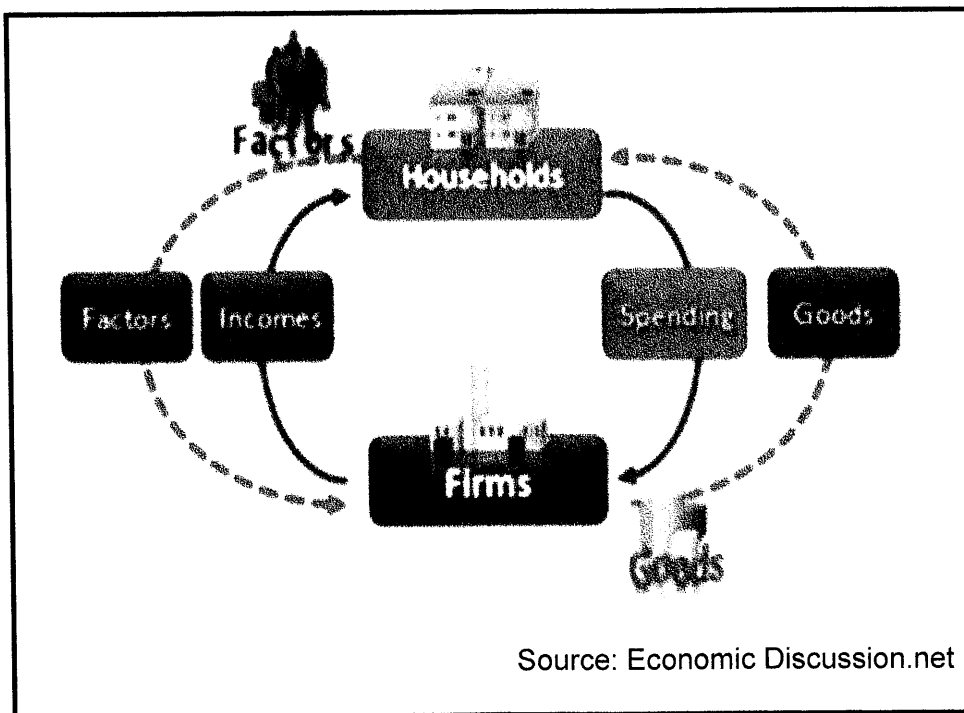 Factors
Households
Factors
Incomes
Spending
Goods
Firms
Goods
Source: Economic Discussion.net